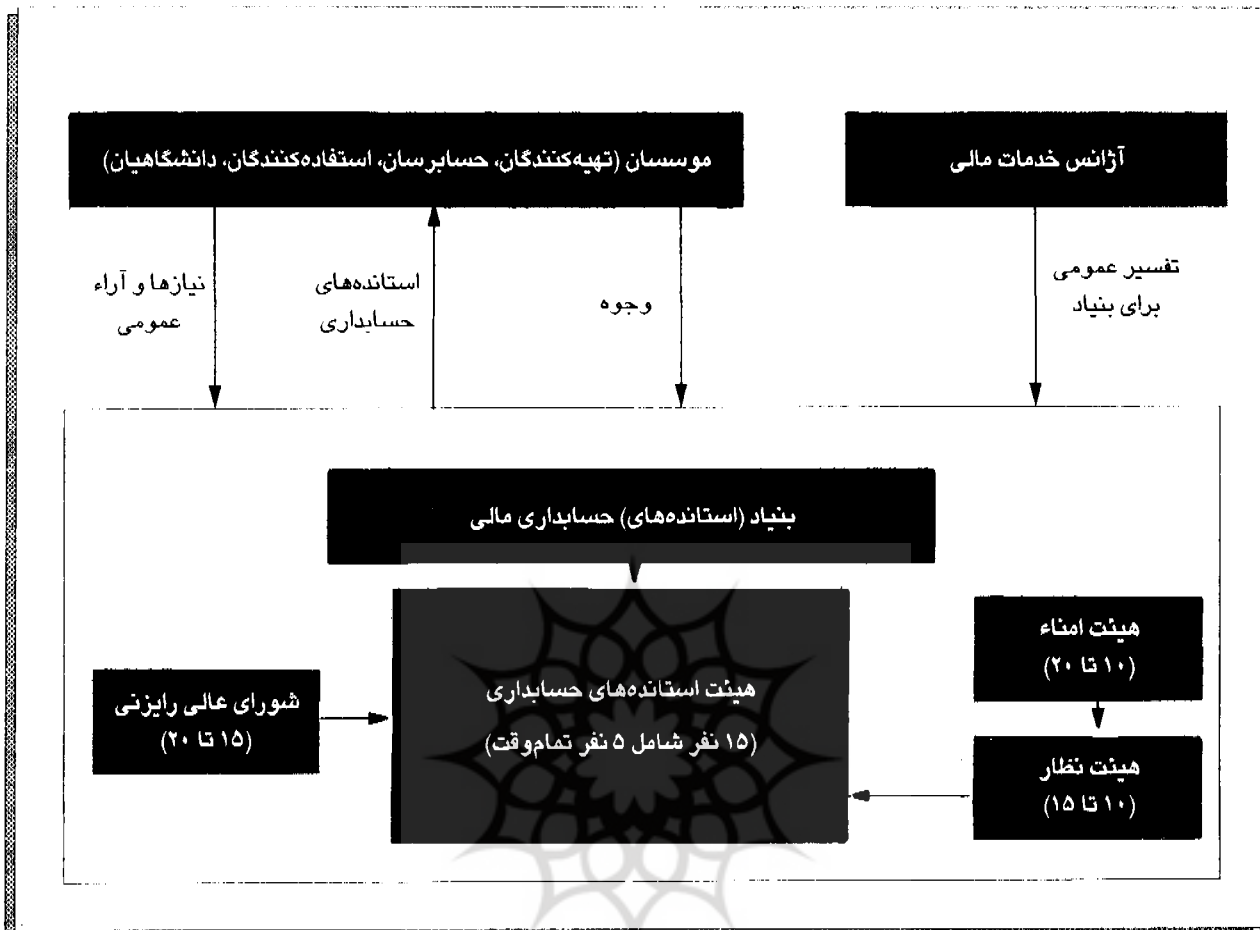 آژانس خدمات مالی
موسسان (تهیه‌کنندگان، حسابرسان، استفاده‌کنندگان، دانشگاهیان)
تفسیر عمومی
برای بنیاد
وجوه
استانده‌های
حسابداری
نیازها و آراء
عمومی
بنیاد (استانده‌های) حسابداری مالی
هیئت امناء
(۱۰ تا ۲۰)
هیئت نظار
(۱۰ تا ۱۵)
هیئت استانده‌های حسابداری
(۱۵ نفر شامل ۵ نفر تمام‌وقت)
شورای عالی رایزنی
(۱۵ تا ۲۰)